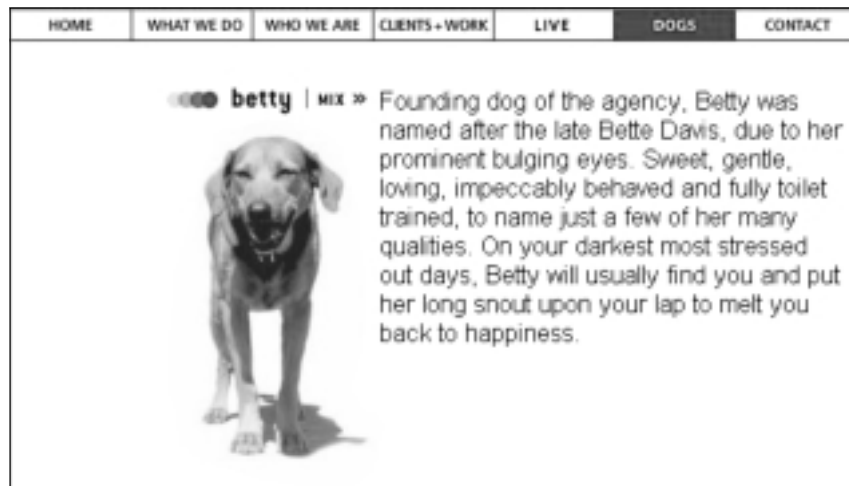 HOME WHAT WE DO WHO WE ARE CLIENTS + WORK LIVE DOGS CONTACT
betty | MIX »
Founding dog of the agency, Betty was
named after the late Bette Davis, due to her
prominent bulging eyes. Sweet, gentle,
loving, impeccably behaved and fully toilet
trained, to name just a few of her many
qualities. On your darkest most stressed
out days, Betty will usually find you and put
her long snout upon your lap to melt you
back to happiness.